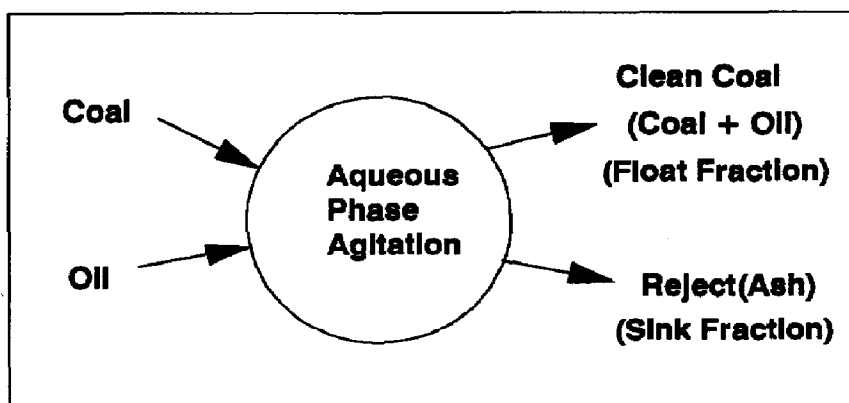 Coal
Oil
Aqueous
Phase
Agitation
Clean Coal
(Coal + Oil)
(Float Fraction)
Reject(Ash)
(Sink Fraction)